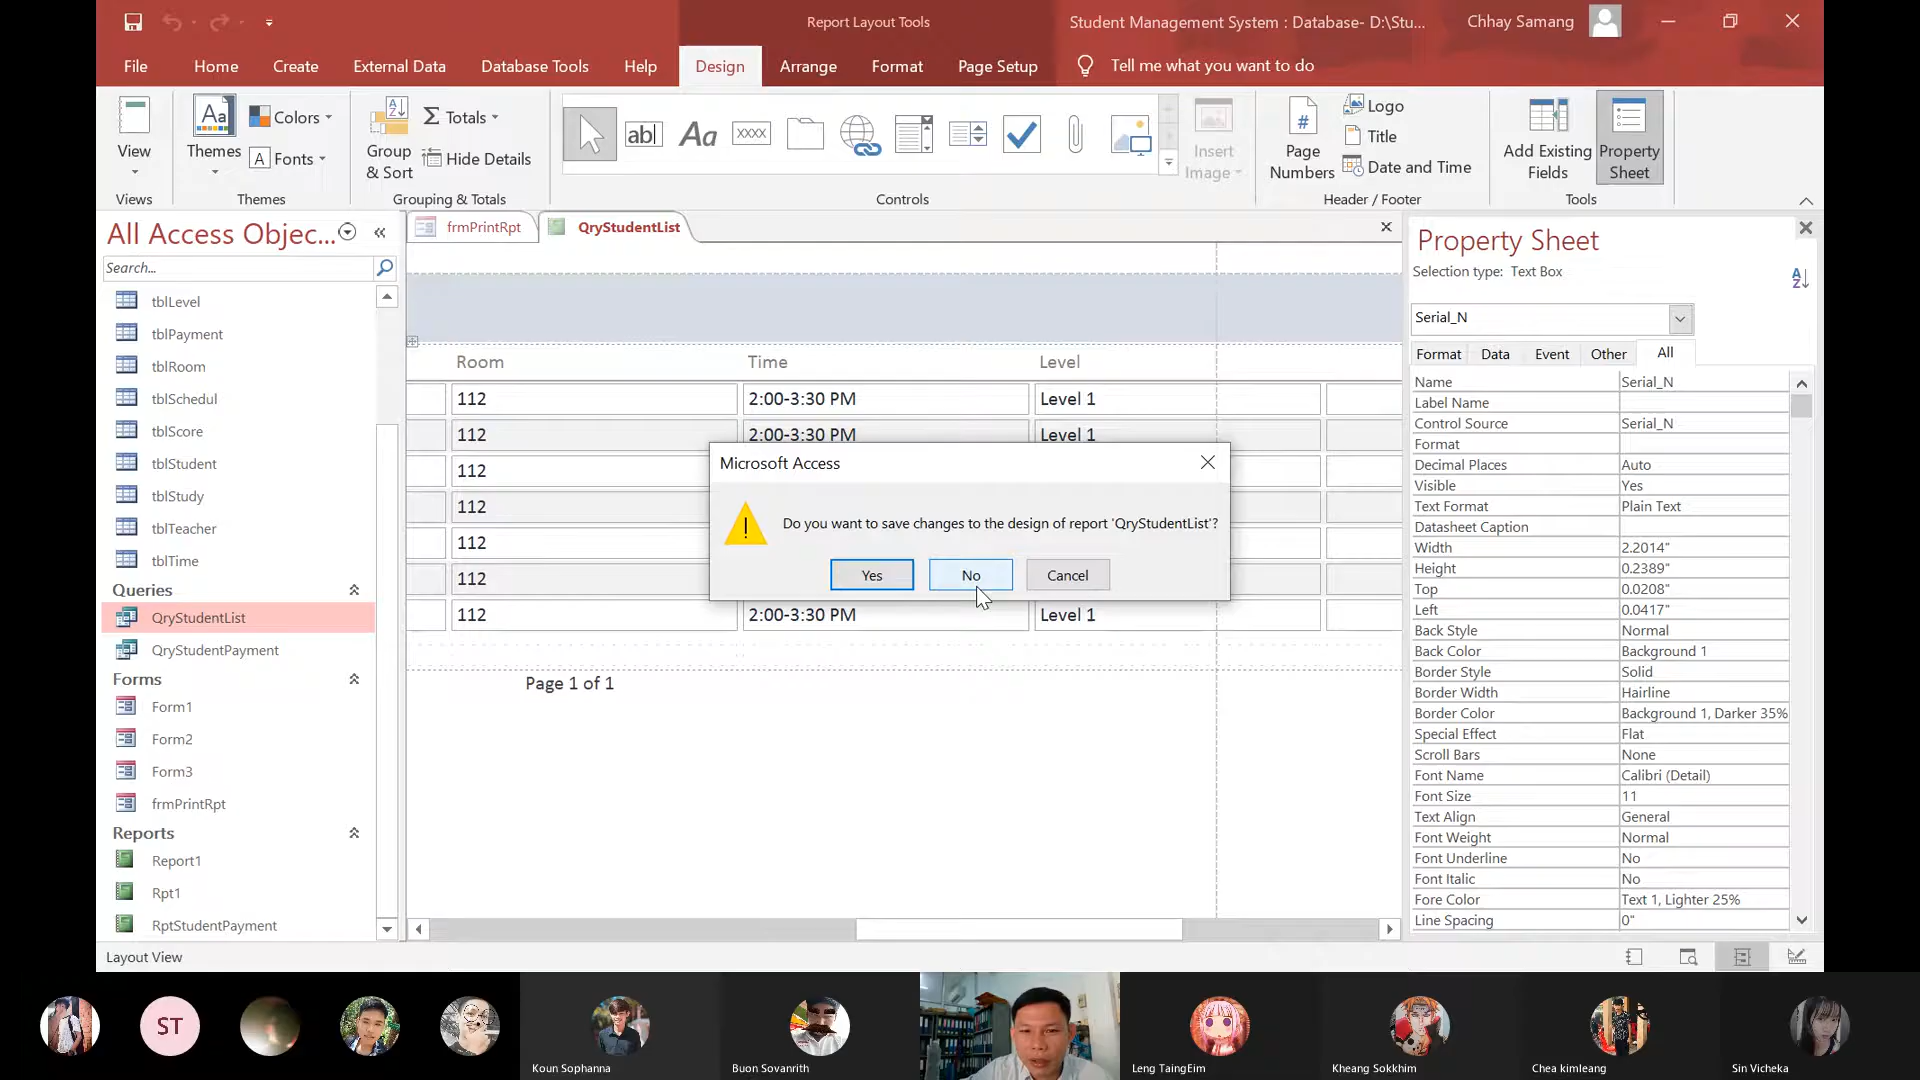 Report Layout Tools
Student Management System : Database- D:\Stu...
Chhay Samang
File
Home
Create
External Data
Database Tools
Help
Design
Arrange
Format
Page Setup
Tell me what you want to do
View
Views
Aa
Themes
Colors
A Fonts
Themes
Group
& Sort
Σ Totals
Hide Details
Grouping & Totals
ab|
Aa
XXXX
Controls
Insert
Image
#
Page
Numbers
Logo
Title
Date and Time
Header / Footer
Add Existing
Fields
Property
Sheet
Tools
All Access Objec...
Search...
tblLevel
tblPayment
tblRoom
tblSchedul
tblScore
tblStudent
tblStudy
tblTeacher
tblTime
Queries
QryStudentList
QryStudentPayment
Forms
Form1
Form2
Form3
frmPrintRpt
Reports
Report1
Rpt1
RptStudentPayment
frmPrintRpt
QryStudentList
Room Time Level
112 2:00-3:30 PM Level 1
112 2:00-3:30 PM Level 1
112
112
112
112
112 2:00-3:30 PM Level 1
Page 1 of 1
Microsoft Access
Do you want to save changes to the design of report 'QryStudentList'?
Yes
No
Cancel
Property Sheet
Selection type: Text Box
Serial_N
Format
Data
Event
Other
All
Name Serial_N
Label Name
Control Source Serial_N
Format
Decimal Places Auto
Visible Yes
Text Format Plain Text
Datasheet Caption
Width 2.2014"
Height 0.2389"
Top 0.0208"
Left 0.0417"
Back Style Normal
Back Color Background 1
Border Style Solid
Border Width Hairline
Border Color Background 1, Darker 35%
Special Effect Flat
Scroll Bars None
Font Name Calibri (Detail)
Font Size 11
Text Align General
Font Weight Normal
Font Underline No
Font Italic No
Fore Color Text 1, Lighter 25%
Line Spacing 0"
Layout View
ST
Koun Sophanna
Buon Sovanrith
Leng TaingEim
Kheang Sokkhim
Chea kimleang
Sin Vicheka